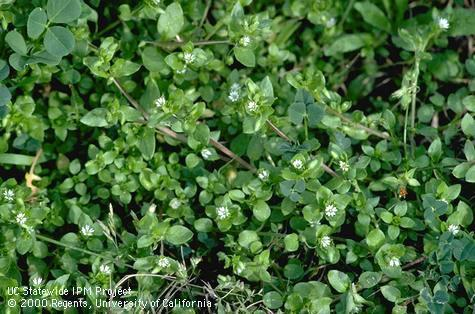 UC Statewide IPM Project
© 2000 Regents, University of California